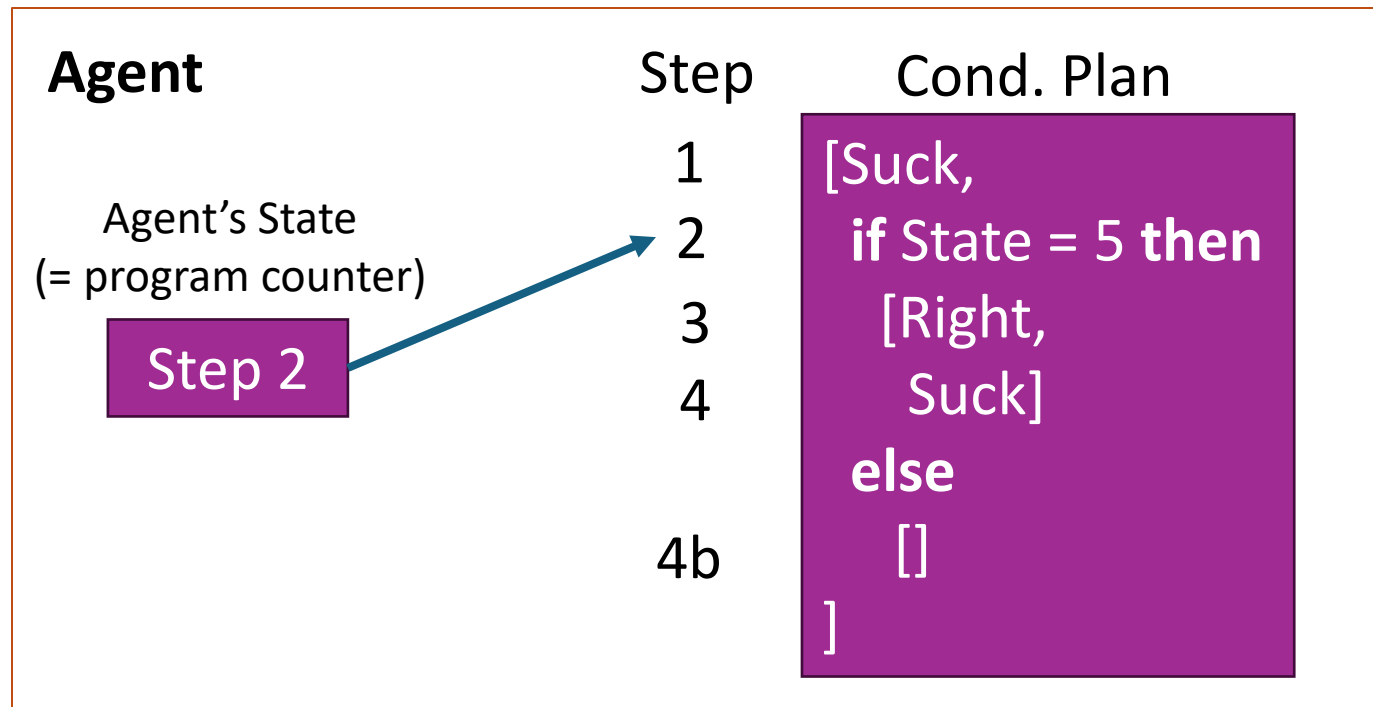 Agent
Agent’s State
(= program counter)
Step 2
Step
1
2
3
4
4b
Cond. Plan
[Suck,
if State = 5 then
[Right,
Suck]
else
[]
]